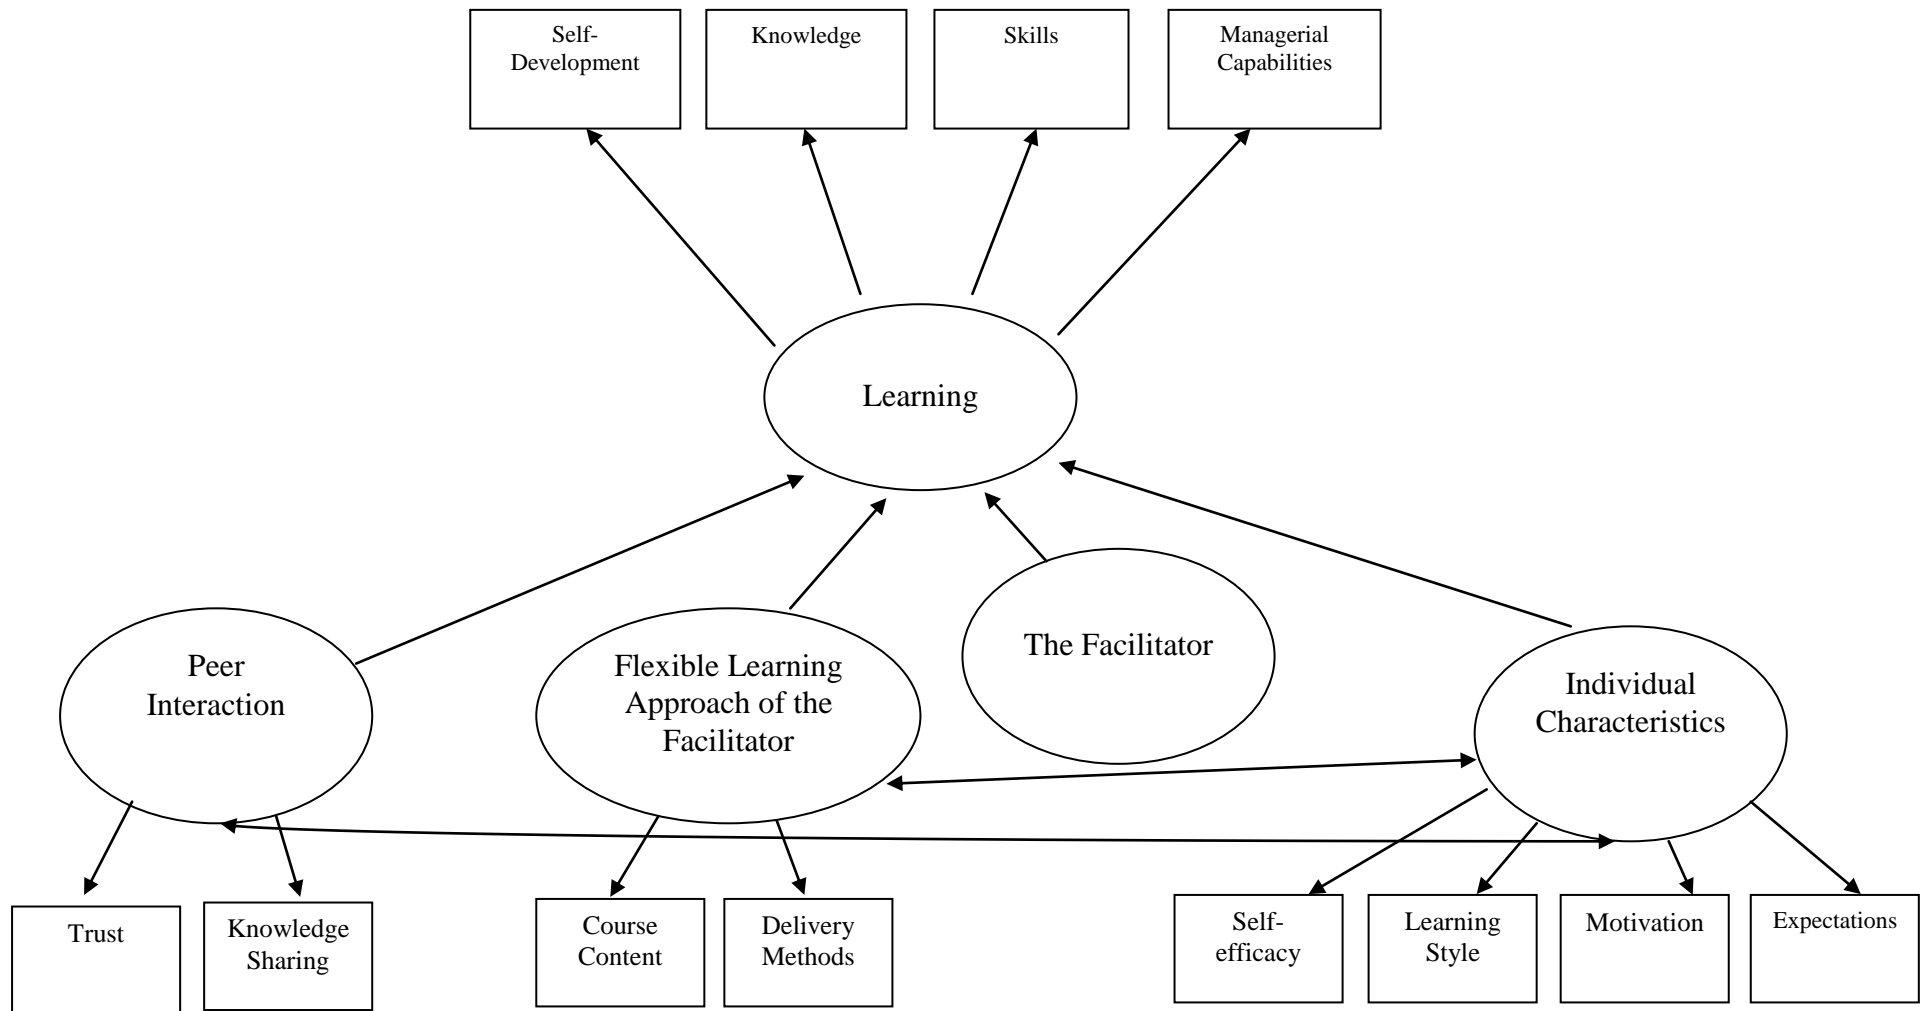 Self-
Development
Knowledge
Skills
Managerial
Capabilities
Learning
Peer
Interaction
Flexible Learning
Approach of the
Facilitator
The Facilitator
Individual
Characteristics
Trust
Knowledge
Sharing
Course
Content
Delivery
Methods
Self-
efficacy
Learning
Style
Motivation
Expectations